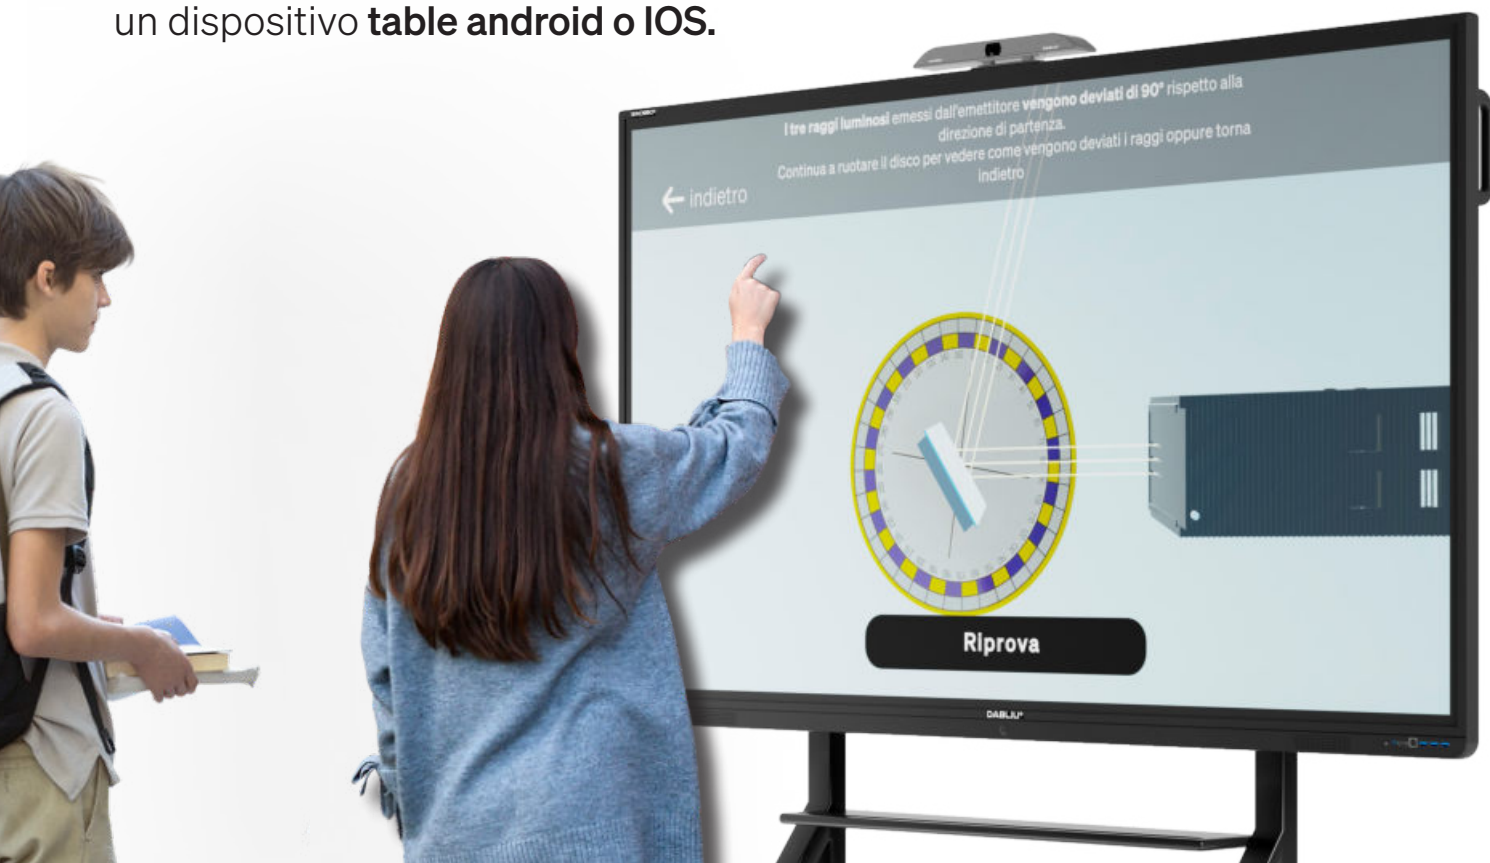 un dispositivo table android o IOS.
I tre raggi luminosi emessi dall'emettitore vengono deviati di 90° rispetto alla
direzione di partenza.
Continua a ruotare il disco per vedere come vengono deviati i raggi oppure torna
indietro
← indietro
Riprova
DABLIU®